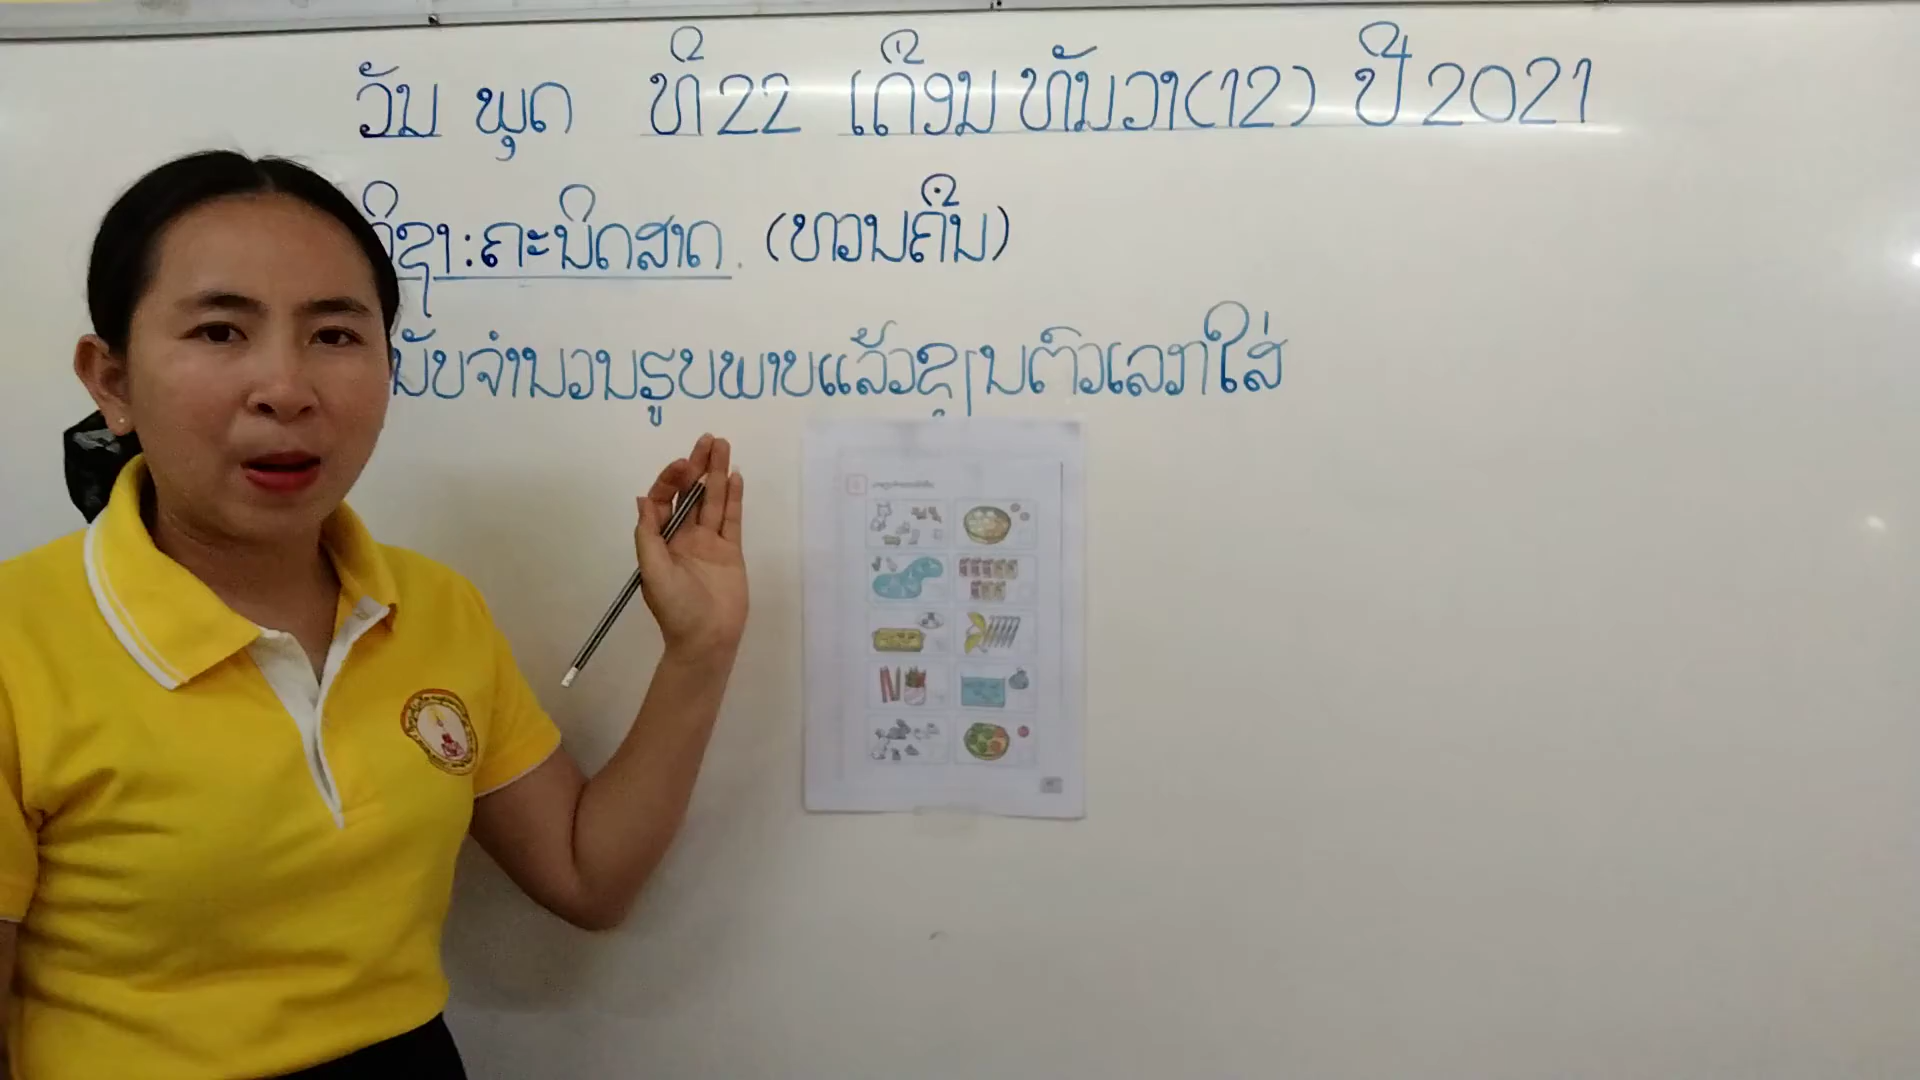 ວັນ ພຸດ ທີ 22 ເດືອນ ທັນວາ (12) ປີ 2021
ວິຊາ: ຄະນິດສາດ. (ທວນຄືນ)
ນັບຈຳນວນຮູບພາບແລ້ວຂຽນຕົວເລກໃສ່